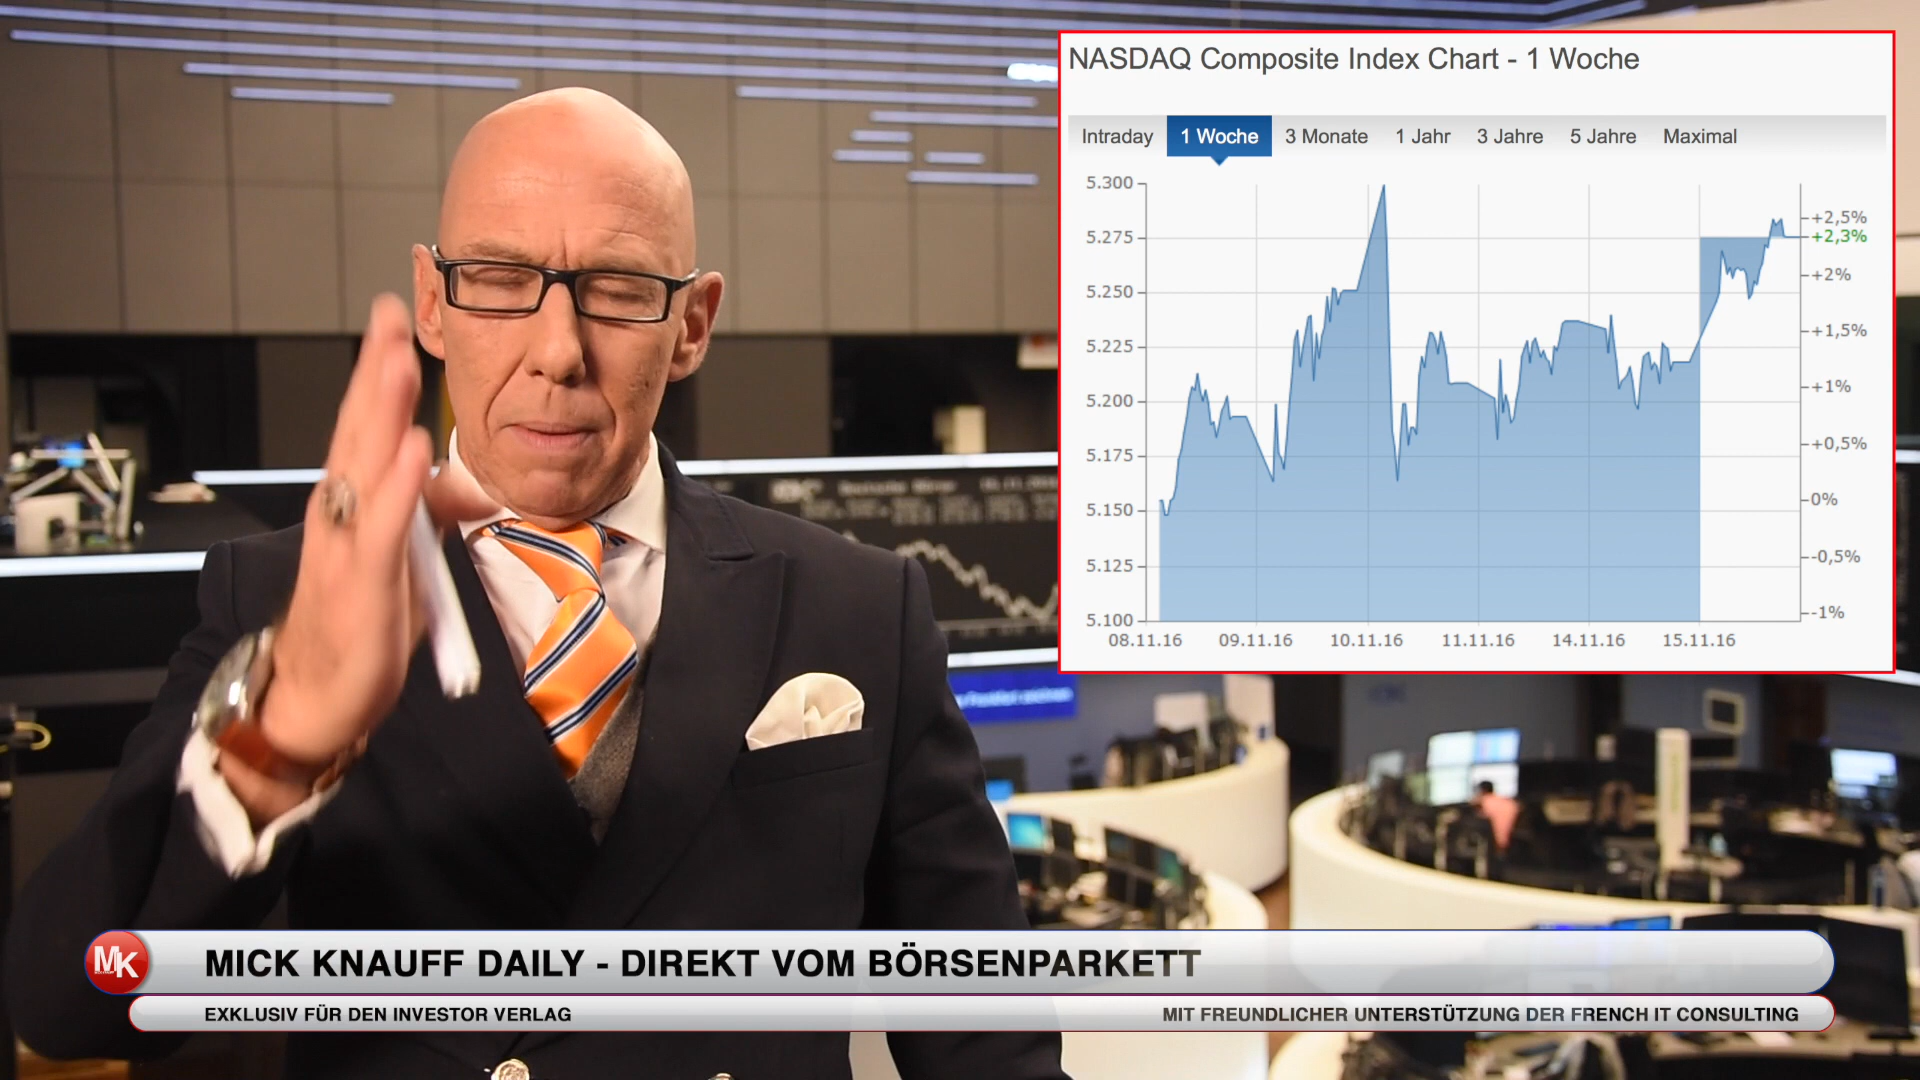 NASDAQ Composite Index Chart - 1 Woche
Intraday 1 Woche 3 Monate 1 Jahr 3 Jahre 5 Jahre Maximal
5.300
5.275
5.250
5.225
5.200
5.175
5.150
5.125
5.100
+2,5%
+2,3%
+2%
+1,5%
+1%
+0,5%
0%
-0,5%
-1%
08.11.16 09.11.16 10.11.16 11.11.16 14.11.16 15.11.16
MK
MICK KNAUFF DAILY - DIREKT VOM BÖRSENPARKETT
EXKLUSIV FÜR DEN INVESTOR VERLAG
MIT FREUNDLICHER UNTERSTÜTZUNG DER FRENCH IT CONSULTING